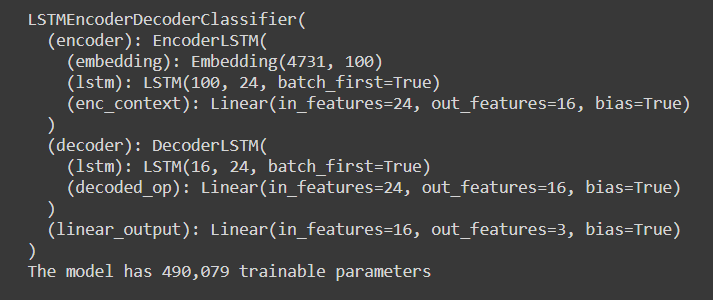 LSTMEncoderDecoderClassifier(
  (encoder): EncoderLSTM(
    (embedding): Embedding(4731, 100)
    (lstm): LSTM(100, 24, batch_first=True)
    (enc_context): Linear(in_features=24, out_features=16, bias=True)
  )
  (decoder): DecoderLSTM(
    (lstm): LSTM(16, 24, batch_first=True)
    (decoded_op): Linear(in_features=24, out_features=16, bias=True)
  )
  (linear_output): Linear(in_features=16, out_features=3, bias=True)
)
The model has 490,079 trainable parameters